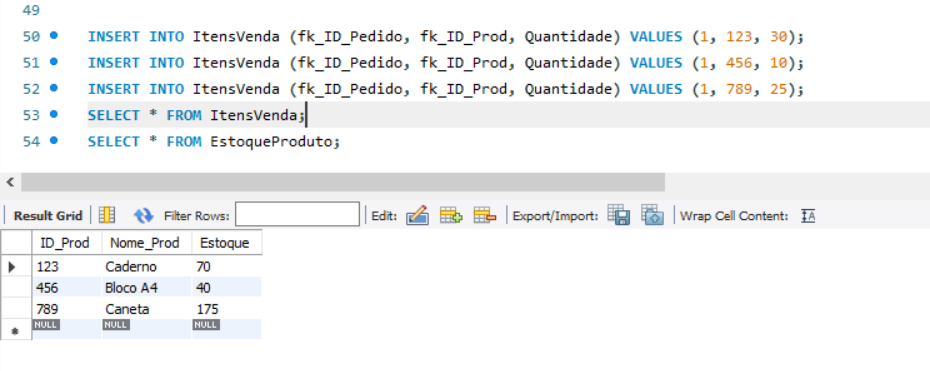 49
50 INSERT INTO ItensVenda (fk_ID_Pedido, fk_ID_Prod, Quantidade) VALUES (1, 123, 30);
51 INSERT INTO ItensVenda (fk_ID_Pedido, fk_ID_Prod, Quantidade) VALUES (1, 456, 10);
52 INSERT INTO ItensVenda (fk_ID_Pedido, fk_ID_Prod, Quantidade) VALUES (1, 789, 25);
53 SELECT * FROM ItensVenda;
54 SELECT * FROM EstoqueProduto;
Result Grid Filter Rows: Edit: Export/Import: Wrap Cell Content: IA
ID_Prod Nome_Prod Estoque
123 Caderno 70
456 Bloco A4 40
789 Caneta 175
NULL NULL NULL